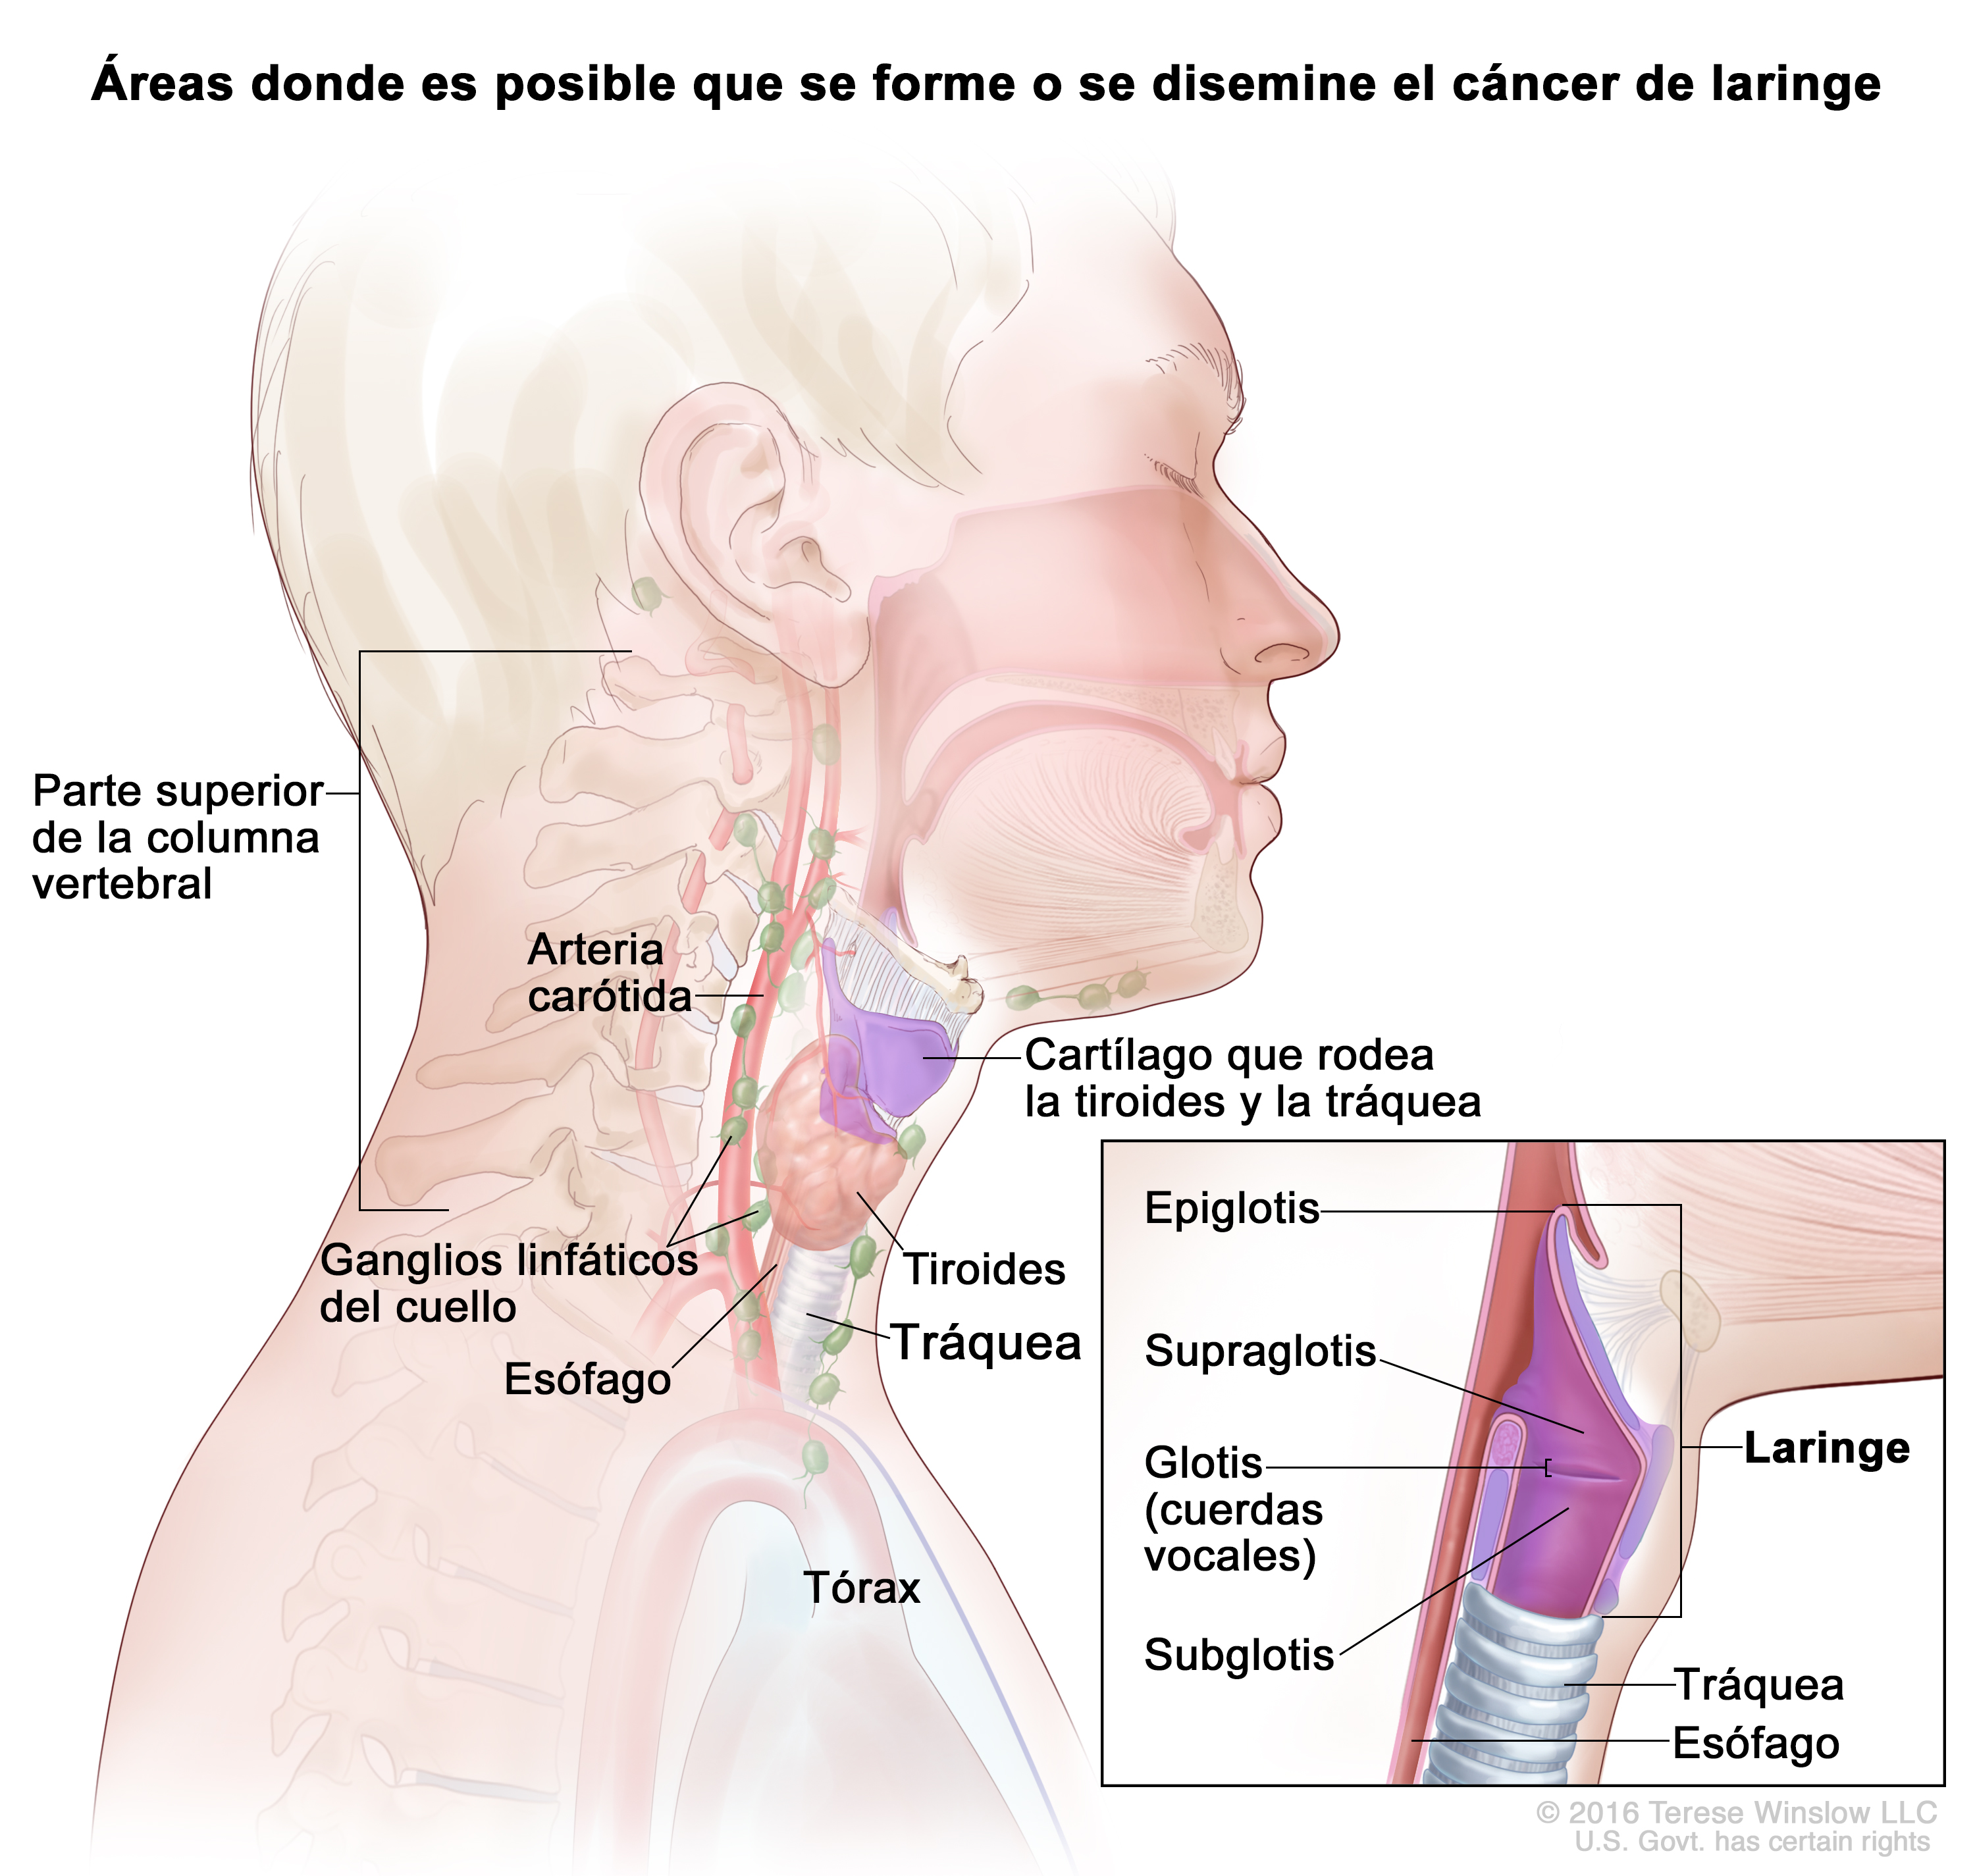 Áreas donde es posible que se forme o se disemine el cáncer de laringe
Parte superior
de la columna
vertebral
Arteria
carótida
Cartílago que rodea
la tiroides y la tráquea
Ganglios linfáticos
del cuello
Tiroides
Tráquea
Esófago
Tórax
Epiglotis
Supraglotis
Glotis
(cuerdas
vocales)
Subglotis
Laringe
Tráquea
Esófago
© 2016 Terese Winslow LLC
U.S. Govt. has certain rights